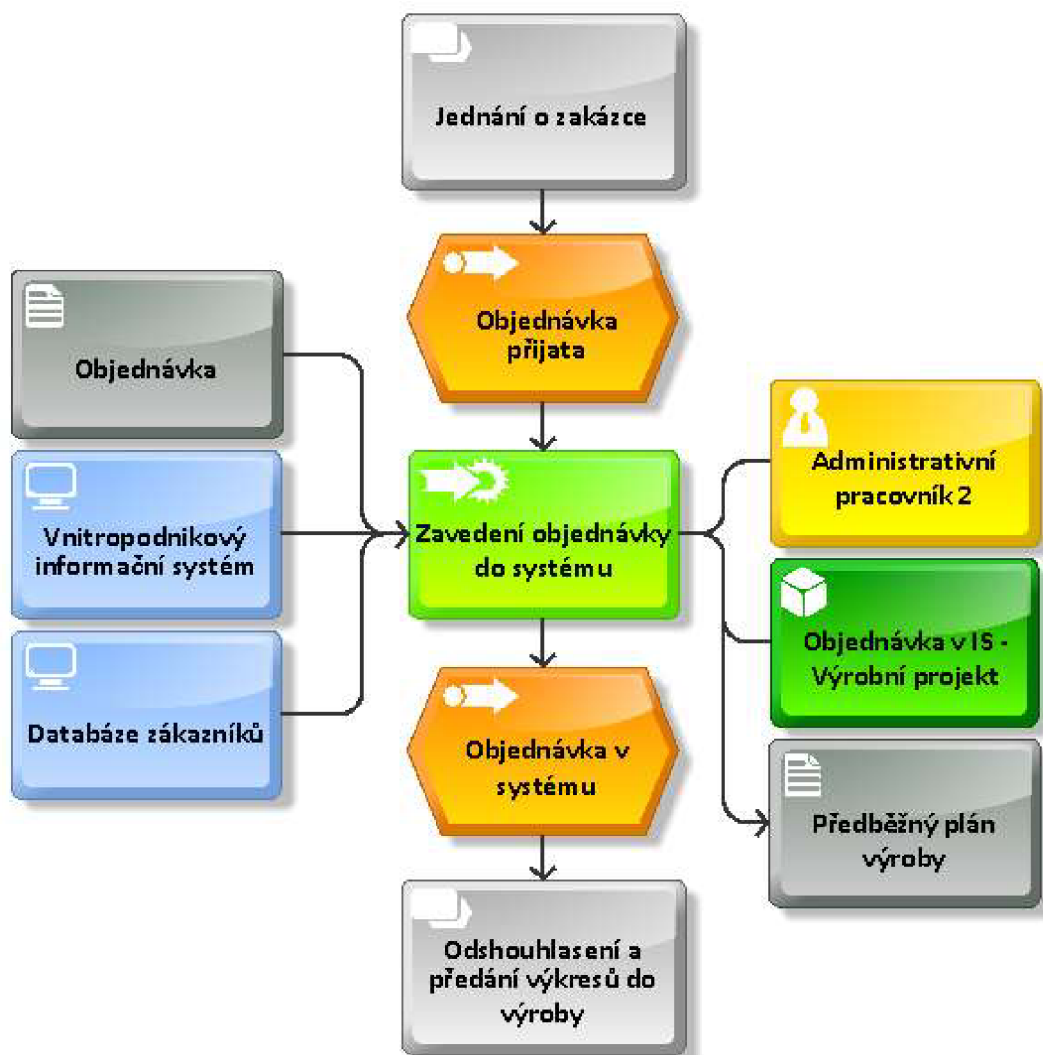 Jednání o zakázce
Objednávka
přijata
Objednávka
Vnitropodnikový
informační systém
Databáze zákazníků
Zavedení objednávky
do systému
Administrativní
pracovník 2
Objednávka v IS -
Výrobní projekt
Předběžný plán
výroby
Objednávka v
systému
Odshouhlasení a
předání výkresů do
výroby